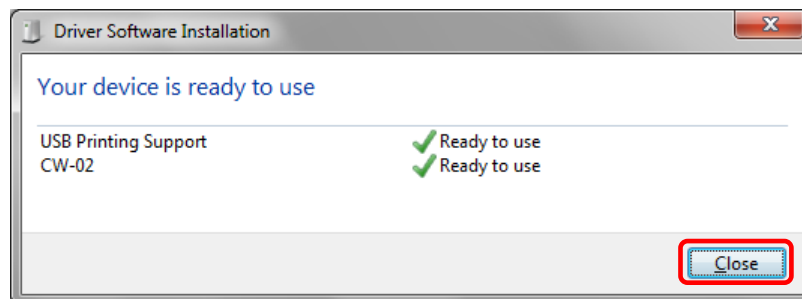 Driver Software Installation
Your device is ready to use
USB Printing Support Ready to use
CW-02 Ready to use
Close